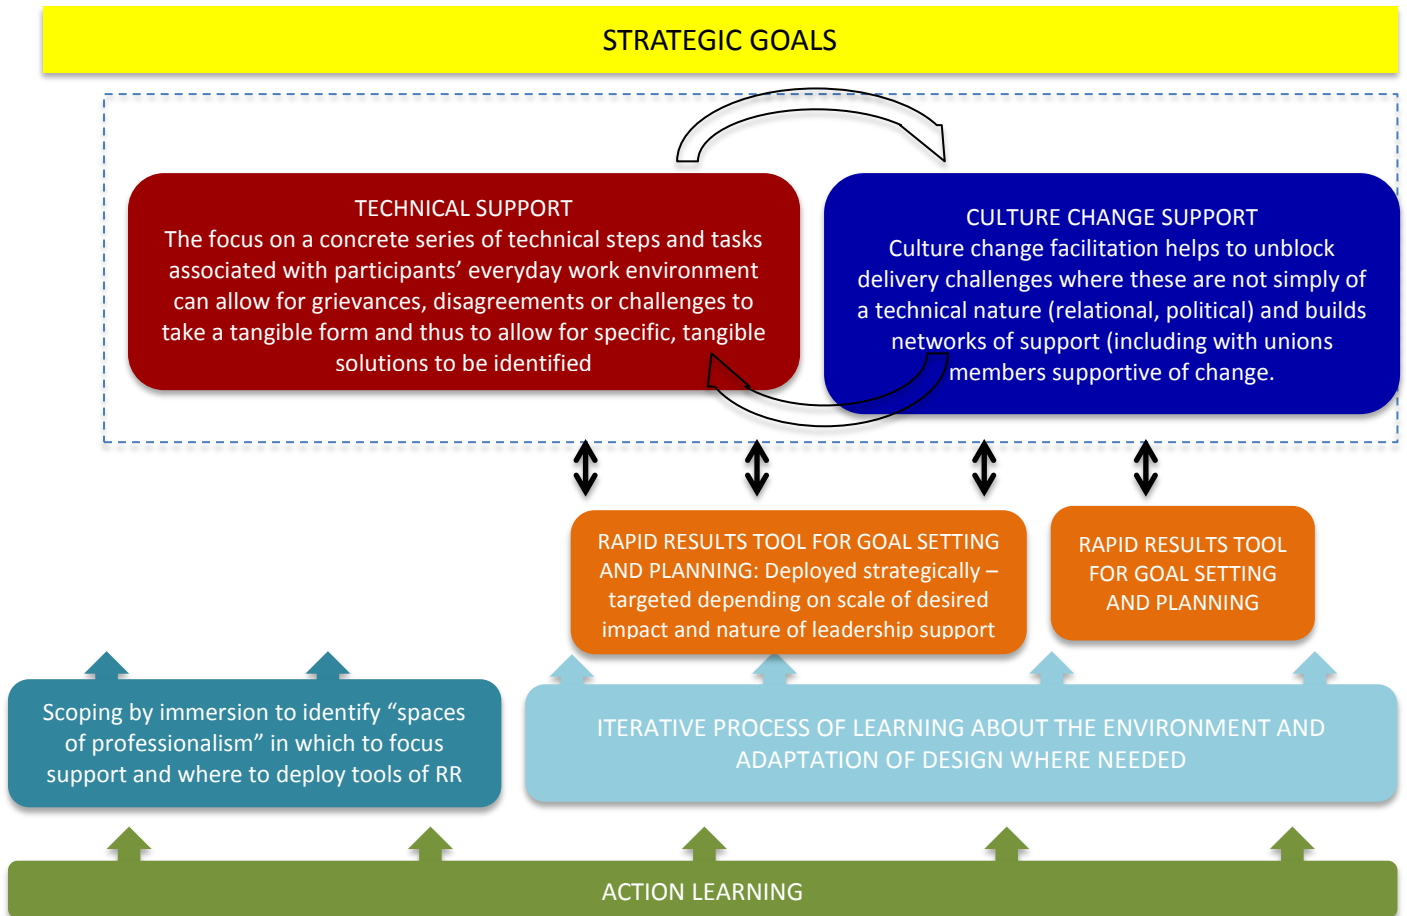 STRATEGIC GOALS
TECHNICAL SUPPORT
The focus on a concrete series of technical steps and tasks
associated with participants’ everyday work environment
can allow for grievances, disagreements or challenges to
take a tangible form and thus to allow for specific, tangible
solutions to be identified
CULTURE CHANGE SUPPORT
Culture change facilitation helps to unblock
delivery challenges where these are not simply of
a technical nature (relational, political) and builds
networks of support (including with unions
members supportive of change.
RAPID RESULTS TOOL FOR GOAL SETTING
AND PLANNING: Deployed strategically –
targeted depending on scale of desired
impact and nature of leadership support
RAPID RESULTS TOOL
FOR GOAL SETTING
AND PLANNING
Scoping by immersion to identify “spaces
of professionalism” in which to focus
support and where to deploy tools of RR
ITERATIVE PROCESS OF LEARNING ABOUT THE ENVIRONMENT AND
ADAPTATION OF DESIGN WHERE NEEDED
ACTION LEARNING